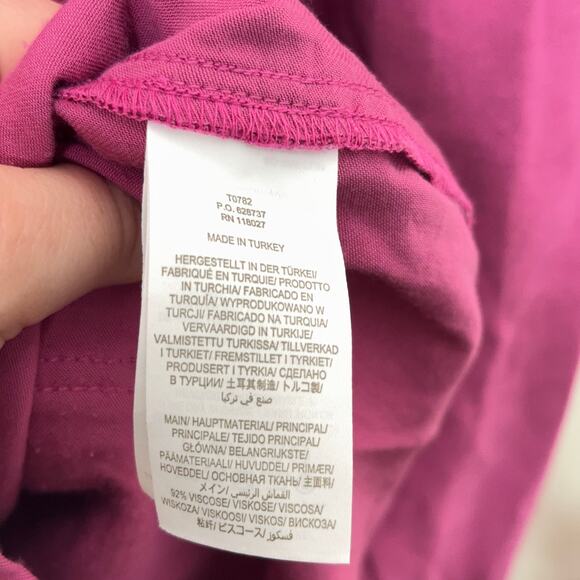 T0782
P.O. 628737
RN 118027
MADE IN TURKEY
HERGESTELLT IN DER TÜRKEI/
FABRIQUÉ EN TURQUIE/ PRODOTTO
IN TURCHIA/ FABRICADO EN
TURQUÍA/ WYPRODUKOWANO W
TURCJI/ FABRICADO NA TURQUIA/
VERVAARDIGD IN TURKIJE/
VALMISTETTU TURKISSA/ TILLVERKAD
I TURKIET/ FREMSTILLET I TYRKIET/
PRODUSERT I TYRKIA/ СДЕЛАНО
В ТУРЦИИ/ 土耳其制造/ トルコ製/
صنع في تركيا
MAIN/ HAUPTMATERIAL/ PRINCIPAL/
PRINCIPALE/ TEJIDO PRINCIPAL/
GŁÓWNA/ BELANGRIJKSTE/
PÄÄMATERIAALI/ HUVUDDEL/ PRIMÆR/
HOVEDDEL/ ОСНОВНАЯ ТКАНЬ/ 主面料/
メイン/ القماش الرئيسي
92% VISCOSE/ VISKOSE/ VISCOSA/
WISKOZA/ VISKOOSI/ VISKOS/ ВИСКОЗА/
粘纤/ ビスコース/ فسكوز